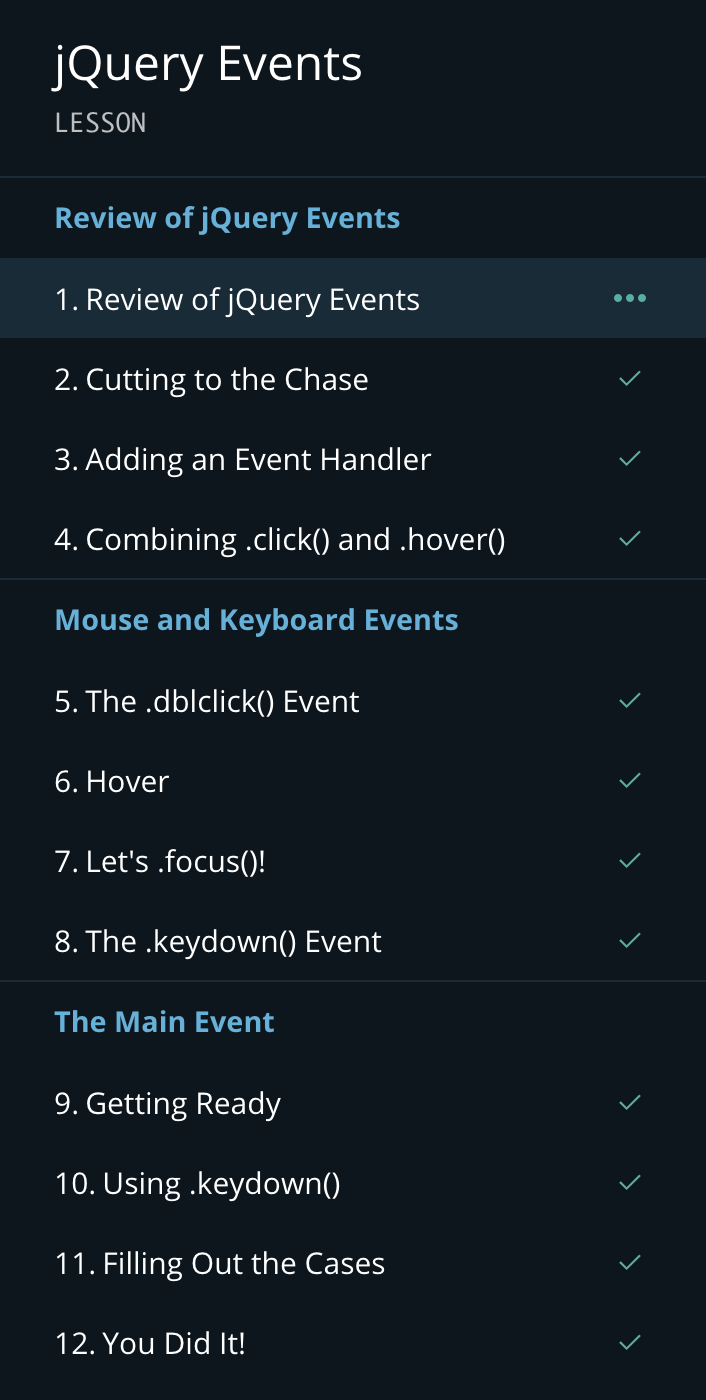 jQuery Events
LESSON
Review of jQuery Events
1. Review of jQuery Events
2. Cutting to the Chase
3. Adding an Event Handler
4. Combining .click() and .hover()
Mouse and Keyboard Events
5. The .dblclick() Event
6. Hover
7. Let's .focus()!
8. The .keydown() Event
The Main Event
9. Getting Ready
10. Using .keydown()
11. Filling Out the Cases
12. You Did It!